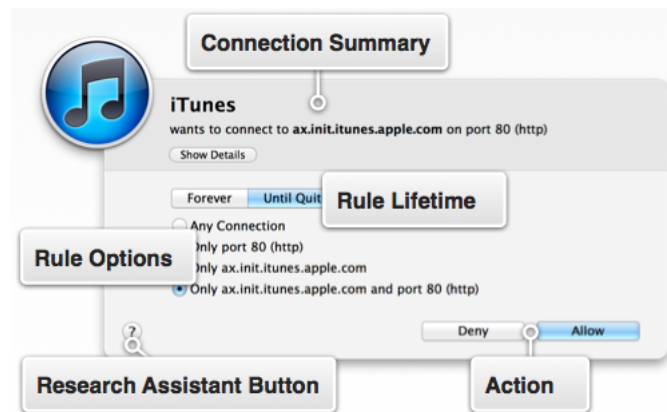 Connection Summary
iTunes
wants to connect to ax.init.itunes.apple.com on port 80 (http)
Show Details
Forever Until Quit
Rule Lifetime
Any Connection
Only port 80 (http)
Rule Options
Only ax.init.itunes.apple.com
Only ax.init.itunes.apple.com and port 80 (http)
? Deny Allow
Research Assistant Button Action